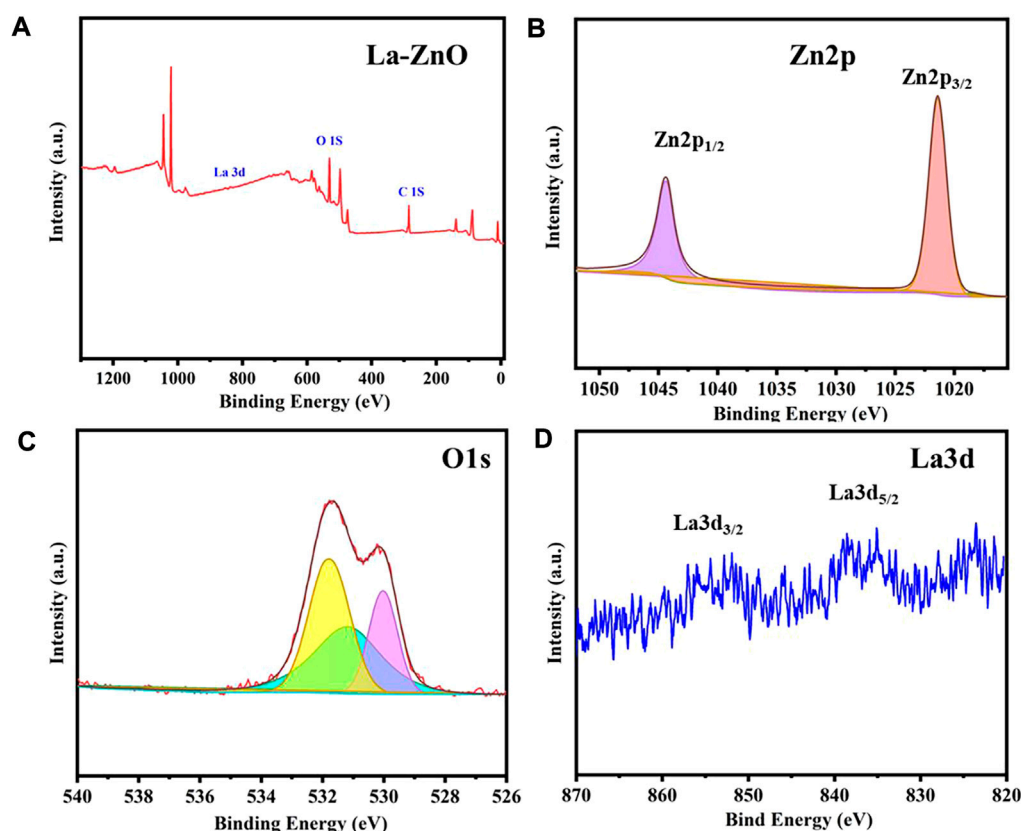 A
La-ZnO
O 1S
La 3d
C 1S
Intensity (a.u.)
1200 1000 800 600 400 200 0
Binding Energy (eV)
B
Zn2p
Zn2p3/2
Zn2p1/2
Intensity (a.u.)
1050 1045 1040 1035 1030 1025 1020
Binding Energy (eV)
C
O1s
Intensity (a.u.)
540 538 536 534 532 530 528 526
Binding Energy (eV)
D
La3d
La3d5/2
La3d3/2
Intensity (a.u.)
870 860 850 840 830 820
Bind Energy (eV)